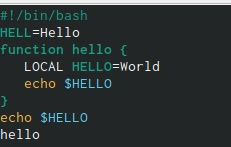 #!/bin/bash
HELL=Hello
function hello {
LOCAL HELLO=World
echo $HELLO
}
echo $HELLO
hello